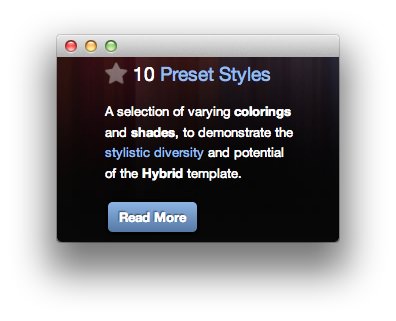 10 Preset Styles
A selection of varying colorings
and shades, to demonstrate the
stylistic diversity and potential
of the Hybrid template.
Read More